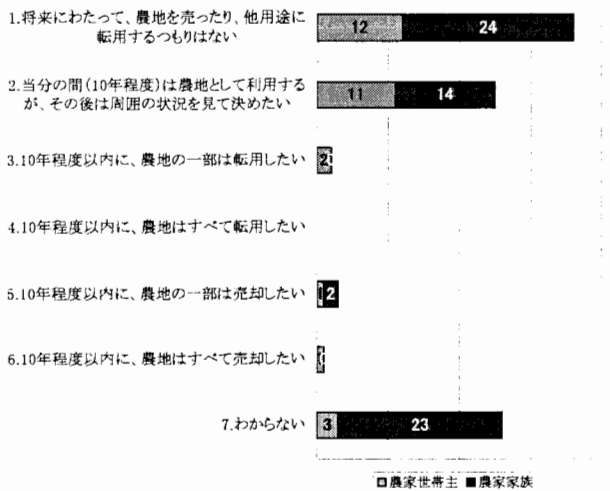 1.将来にわたって、農地を売ったり、他用途に
転用するつもりはない
12 24
2.当分の間(10年程度)は農地として利用する
が、その後は周囲の状況を見て決めたい
11 14
3.10年程度以内に、農地の一部は転用したい
2
4.10年程度以内に、農地はすべて転用したい
5.10年程度以内に、農地の一部は売却したい
2
6.10年程度以内に、農地はすべて売却したい
7.わからない
3 23
農家世帯主 農家家族